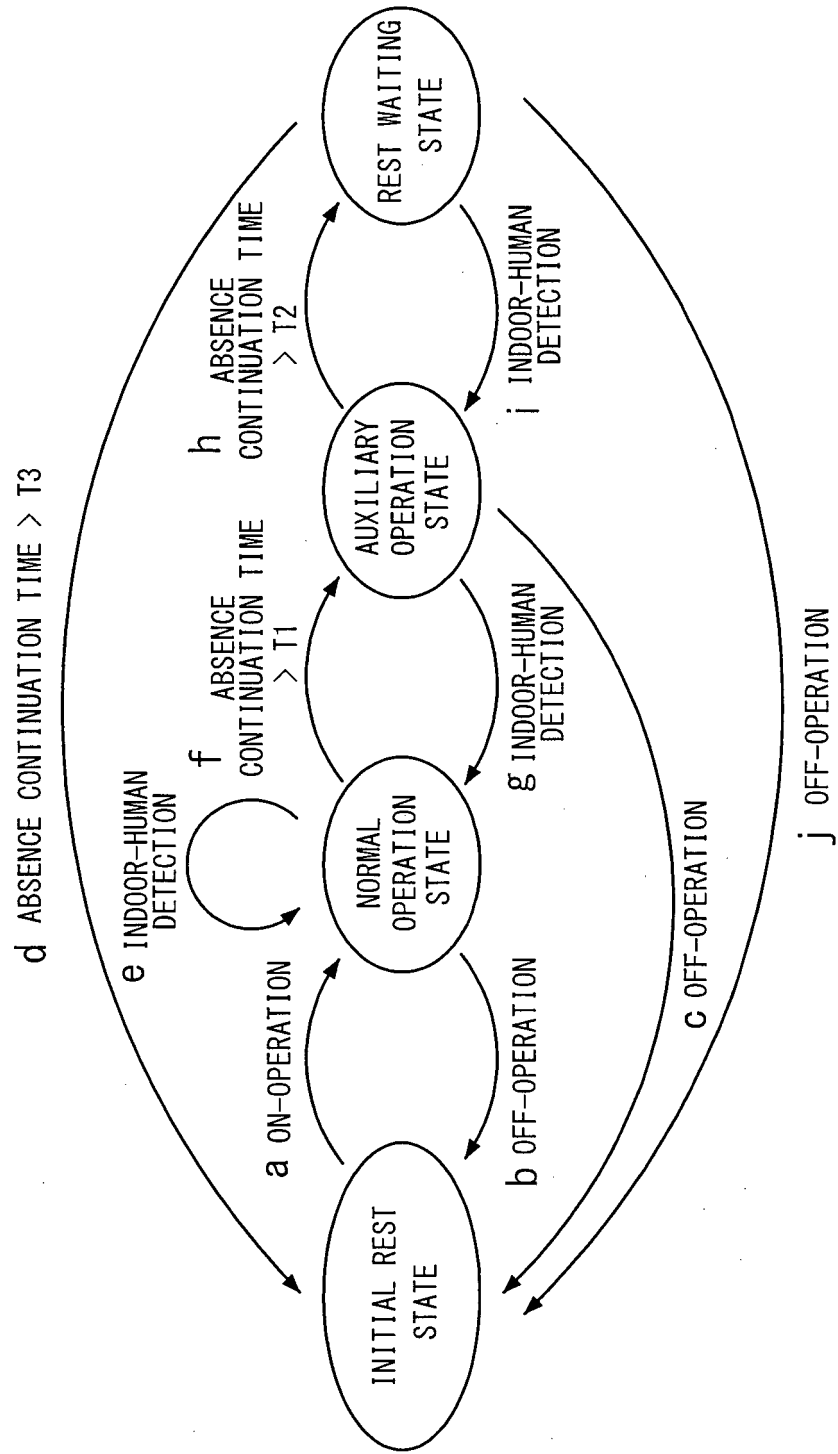 d ABSENCE CONTINUATION TIME > T3
e INDOOR-HUMAN
DETECTION
f ABSENCE
CONTINUATION TIME
> T1
h ABSENCE
CONTINUATION TIME
> T2
a ON-OPERATION
INITIAL REST
STATE
NORMAL
OPERATION
STATE
AUXILIARY
OPERATION
STATE
REST WAITING
STATE
b OFF-OPERATION
g INDOOR-HUMAN
DETECTION
i INDOOR-HUMAN
DETECTION
c OFF-OPERATION
j OFF-OPERATION